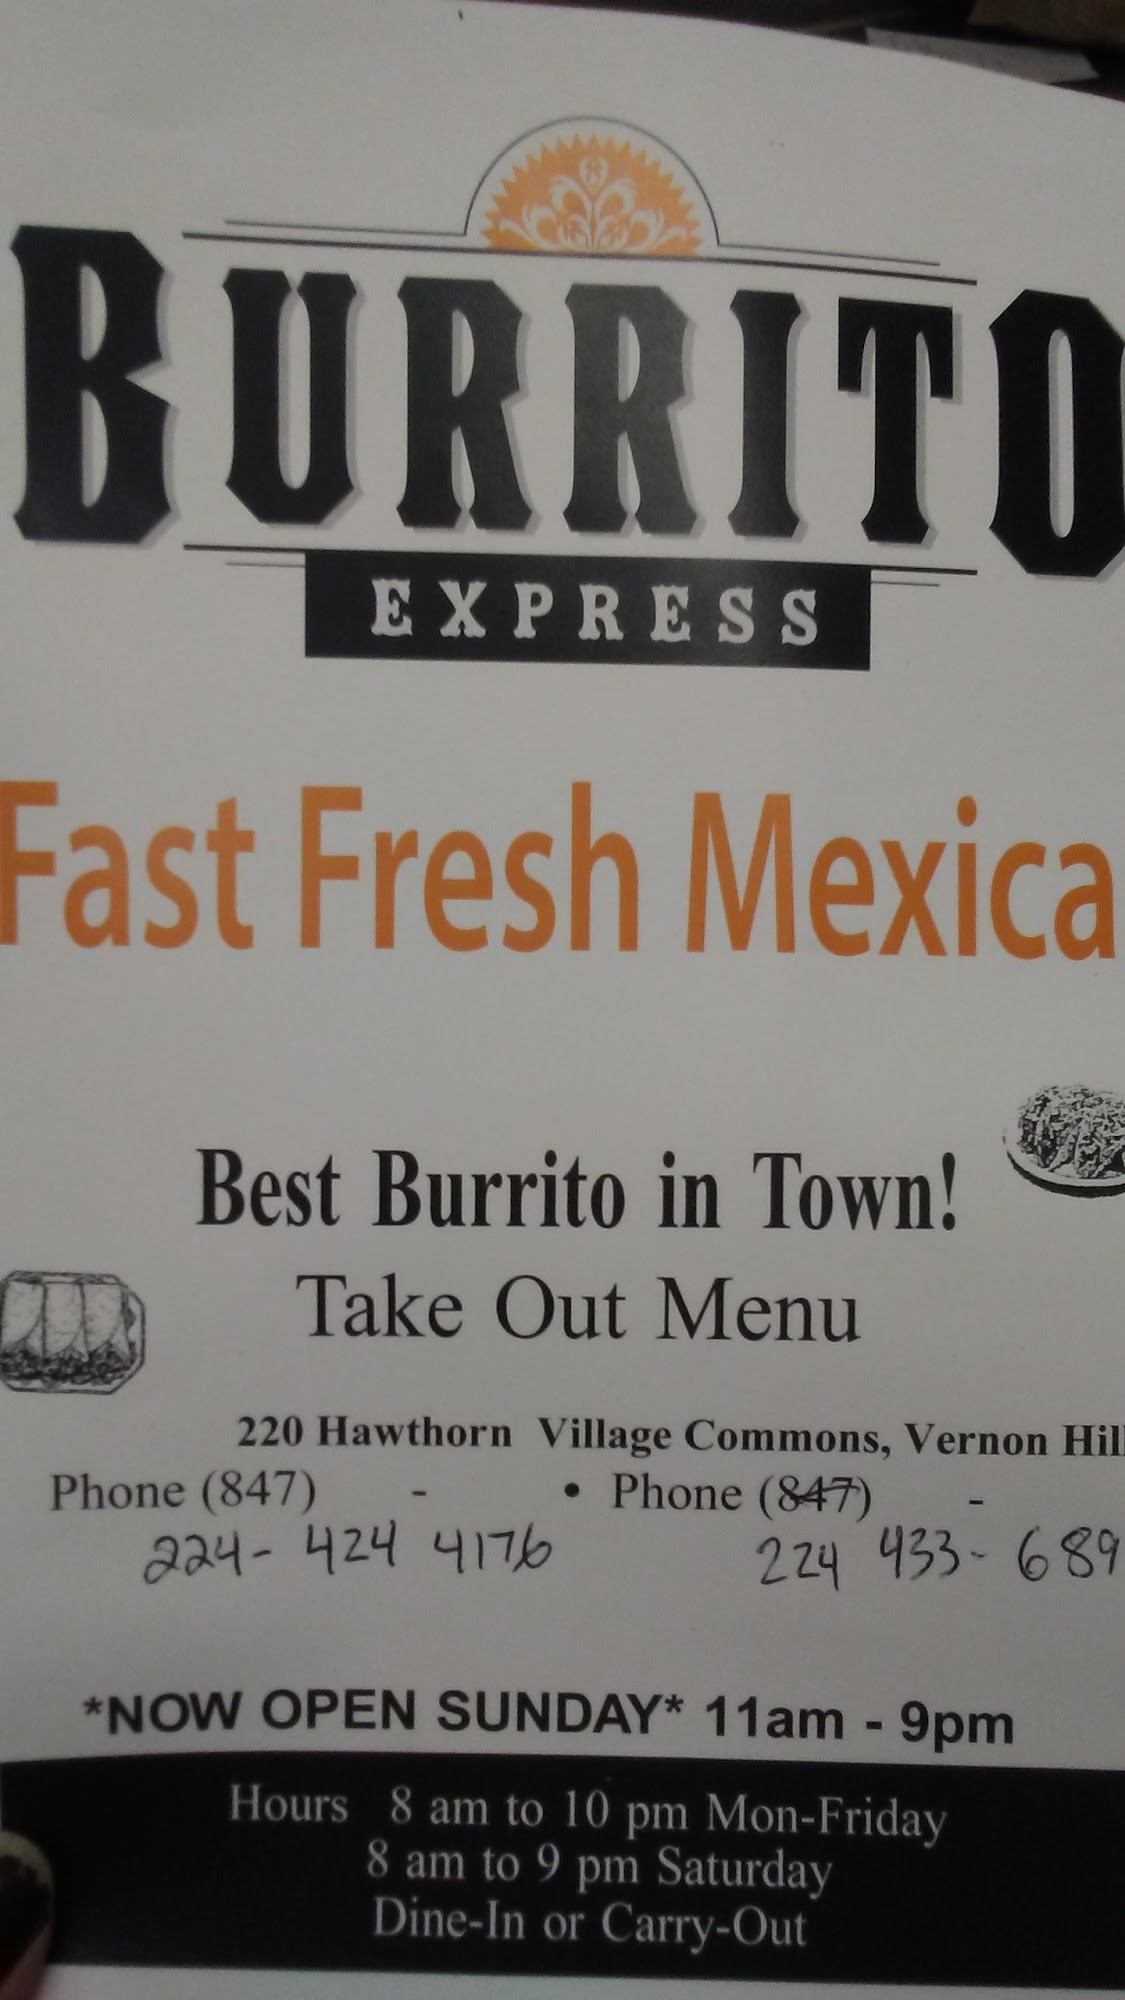 BURRITO
EXPRESS
Fast Fresh Mexica
Best Burrito in Town!
Take Out Menu
220 Hawthorn Village Commons, Vernon Hill
Phone (847) - • Phone (847) -
224- 424 4176 224 433- 689
*NOW OPEN SUNDAY* 11am - 9pm
Hours 8 am to 10 pm Mon-Friday
8 am to 9 pm Saturday
Dine-In or Carry-Out